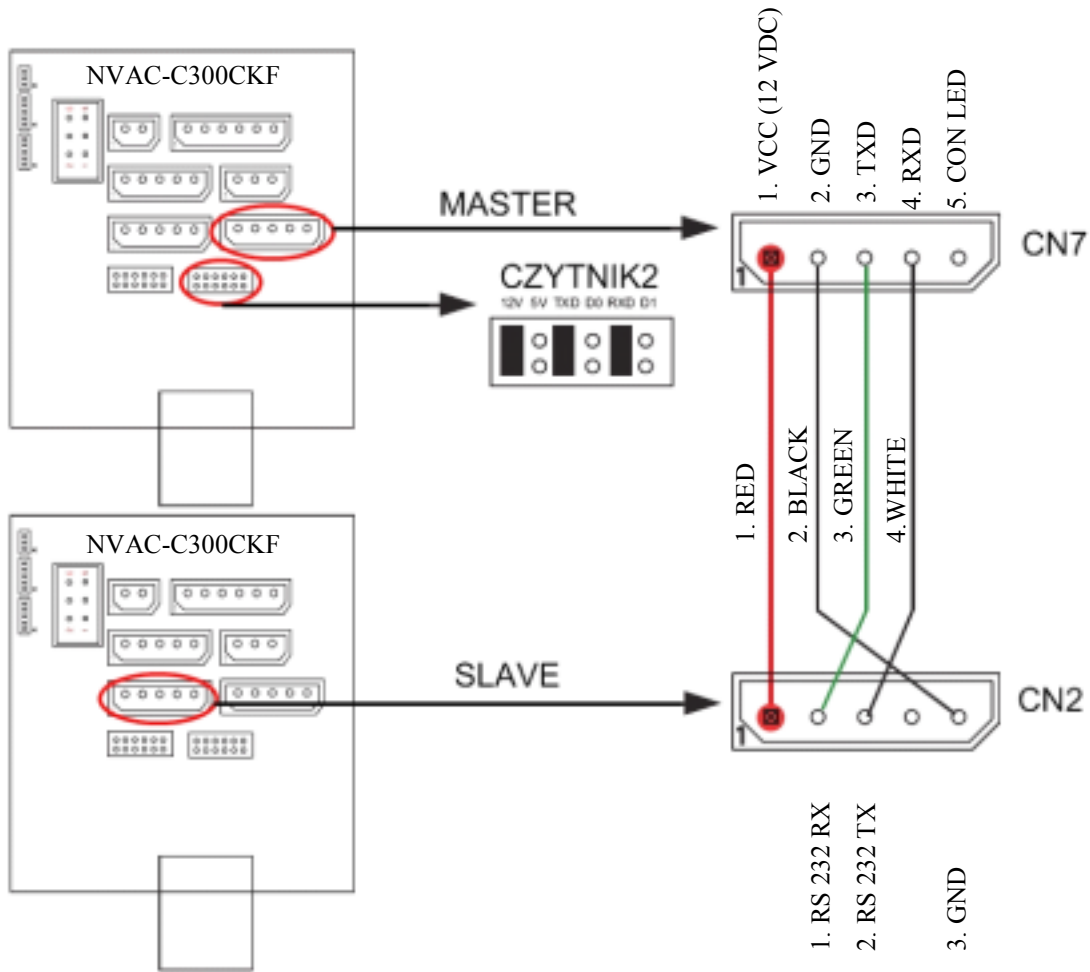 NVAC-C300CKF
MASTER
CZYTNIK2
12V 5V TXD D0 RXD D1
1. VCC (12 VDC)
2. GND
3. TXD
4. RXD
5. CON LED
1
CN7
1. RED
2. BLACK
3. GREEN
4. WHITE
NVAC-C300CKF
SLAVE
1
CN2
1. RS 232 RX
2. RS 232 TX
3. GND